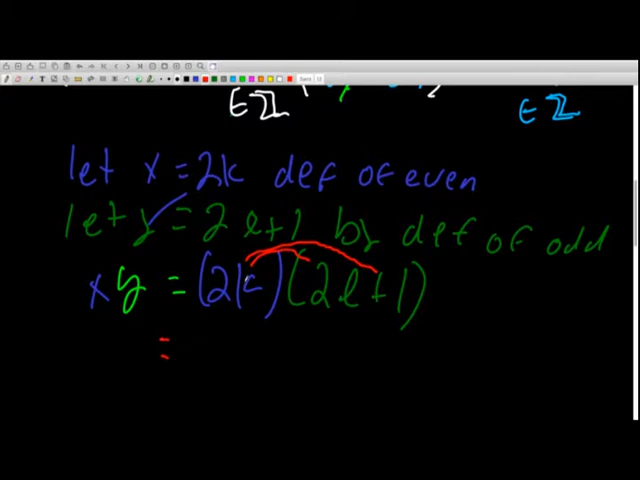 ∈ℤ ∈ ℤ
let x = 2k def of even
let y = 2l+1 by def of odd
xy = (2k)(2l+1)
=